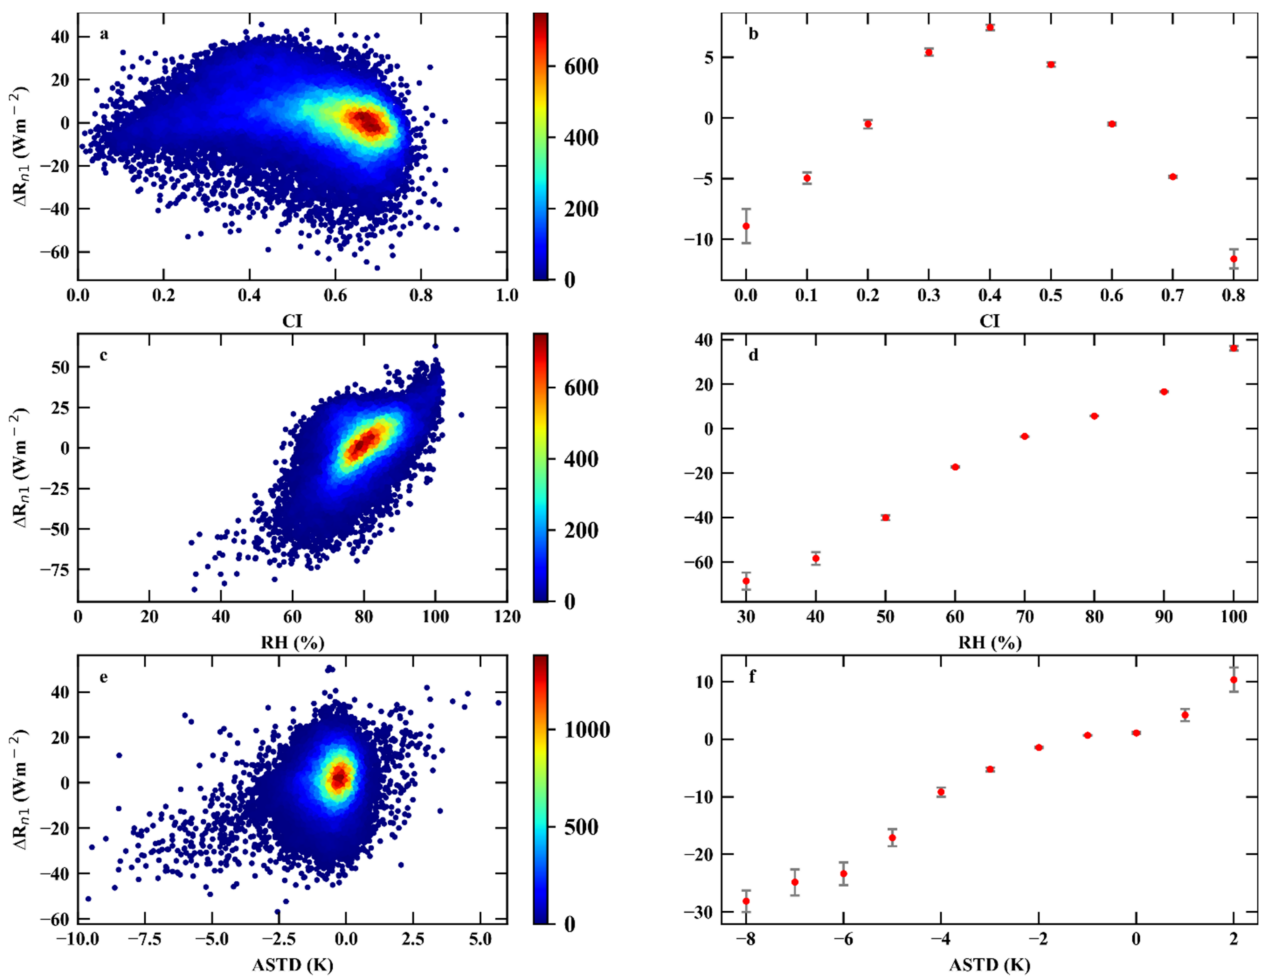 a
ΔRₙ₁ (Wm⁻²)
40
20
0
−20
−40
−60
0.0 0.2 0.4 0.6 0.8 1.0
CI
600
400
200
0
b
5
0
−5
−10
0.0 0.1 0.2 0.3 0.4 0.5 0.6 0.7 0.8
CI
c
ΔRₙ₁ (Wm⁻²)
50
25
0
−25
−50
−75
0 20 40 60 80 100 120
RH (%)
600
400
200
0
d
40
20
0
−20
−40
−60
30 40 50 60 70 80 90 100
RH (%)
e
ΔRₙ₁ (Wm⁻²)
40
20
0
−20
−40
−60
−10.0 −7.5 −5.0 −2.5 0.0 2.5 5.0
ASTD (K)
1000
500
0
f
10
0
−10
−20
−30
−8 −6 −4 −2 0 2
ASTD (K)